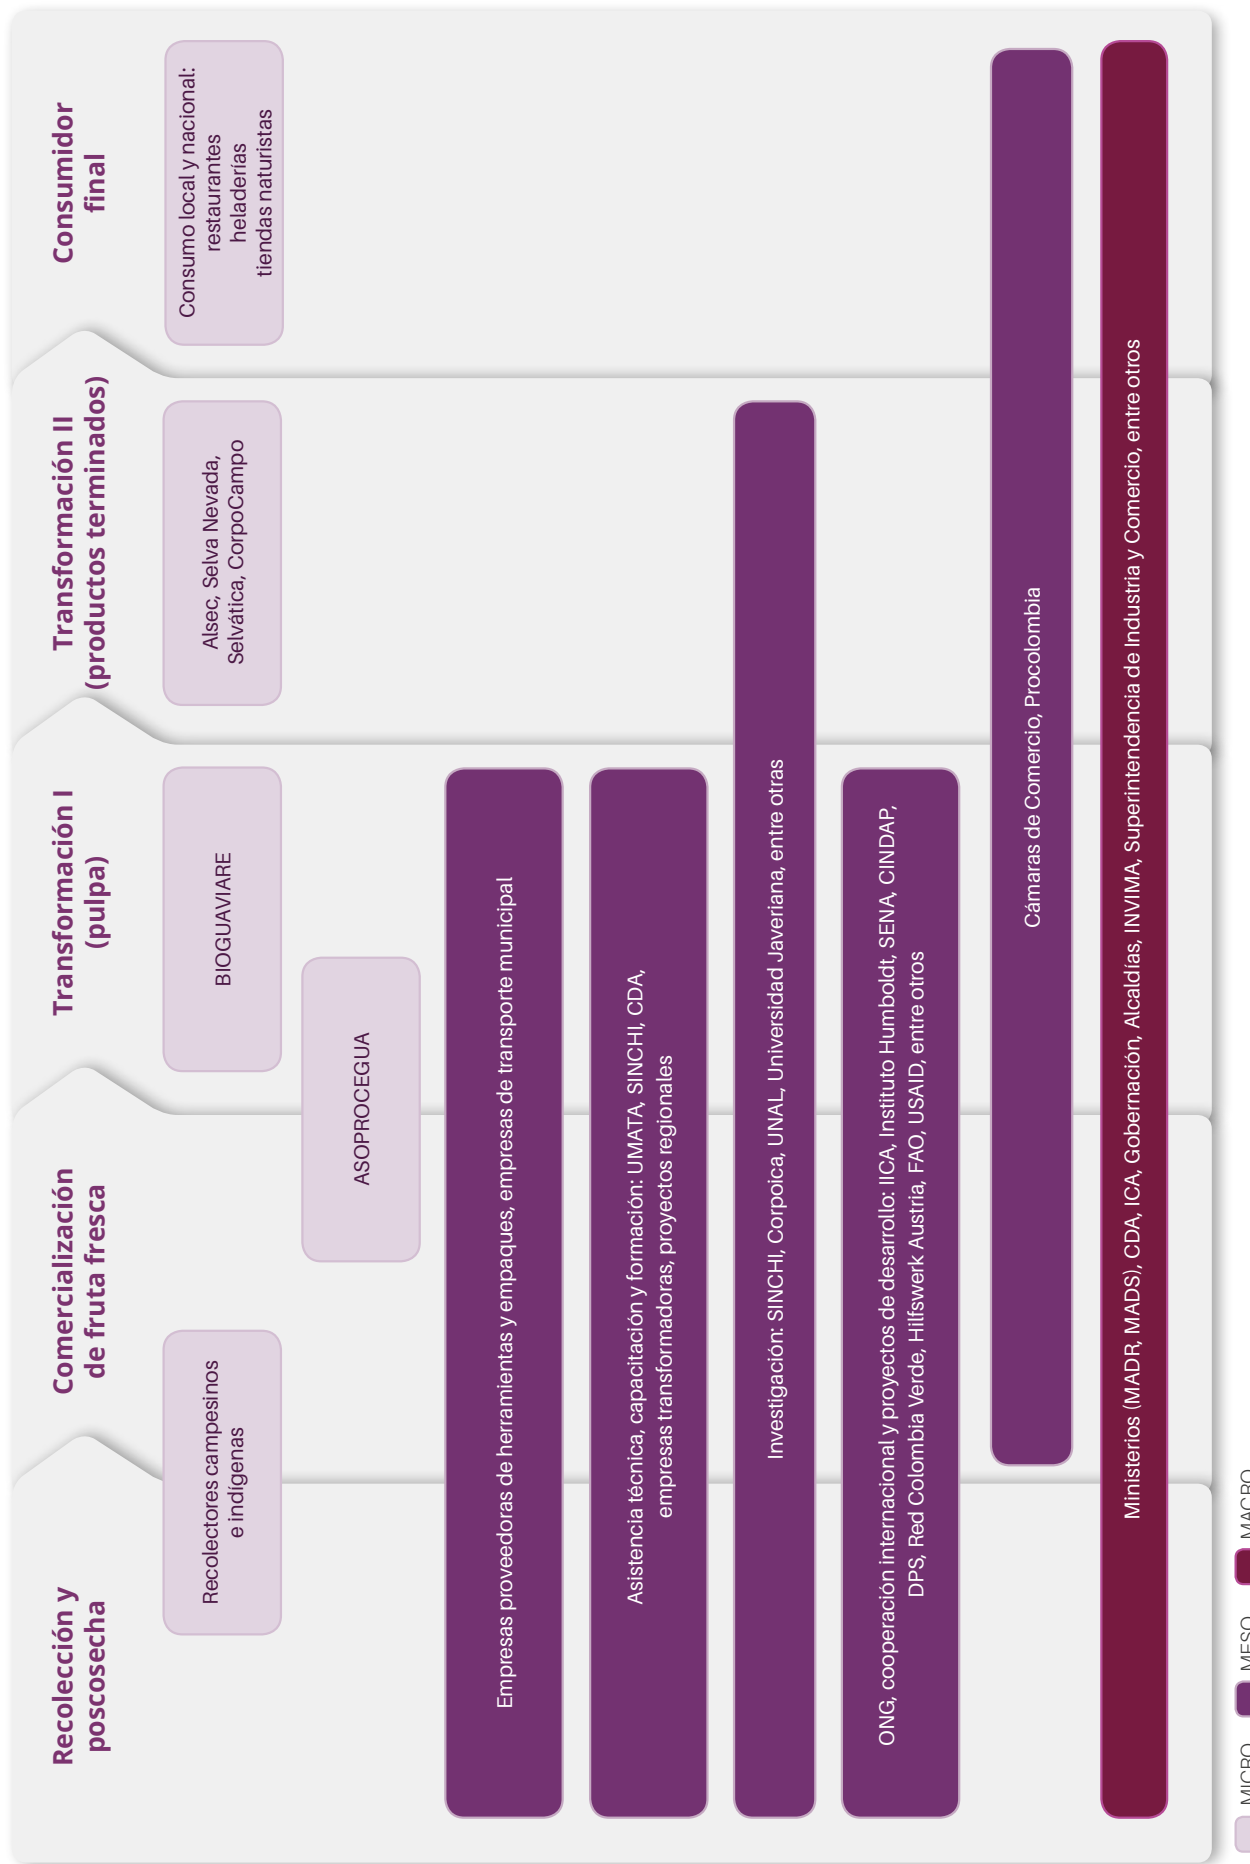 Recolección y
poscosecha
Comercialización
de fruta fresca
Transformación I
(pulpa)
Transformación II
(productos terminados)
Consumidor
final
Recolectores campesinos
e indígenas
BIOGUAVIARE
Alsec, Selva Nevada,
Selvática, CorpoCampo
Consumo local y nacional:
restaurantes
heladerías
tiendas naturistas
ASOPROCEGUA
Empresas proveedoras de herramientas y empaques, empresas de transporte municipal
Asistencia técnica, capacitación y formación: UMATA, SINCHI, CDA,
empresas transformadoras, proyectos regionales
Investigación: SINCHI, Corpoica, UNAL, Universidad Javeriana, entre otras
ONG, cooperación internacional y proyectos de desarrollo: IICA, Instituto Humboldt, SENA, CINDAP,
DPS, Red Colombia Verde, Hilfswerk Austria, FAO, USAID, entre otros
Cámaras de Comercio, Procolombia
Ministerios (MADR, MADS), CDA, ICA, Gobernación, Alcaldías, INVIMA, Superintendencia de Industria y Comercio, entre otros
MICRO
MESO
MACRO